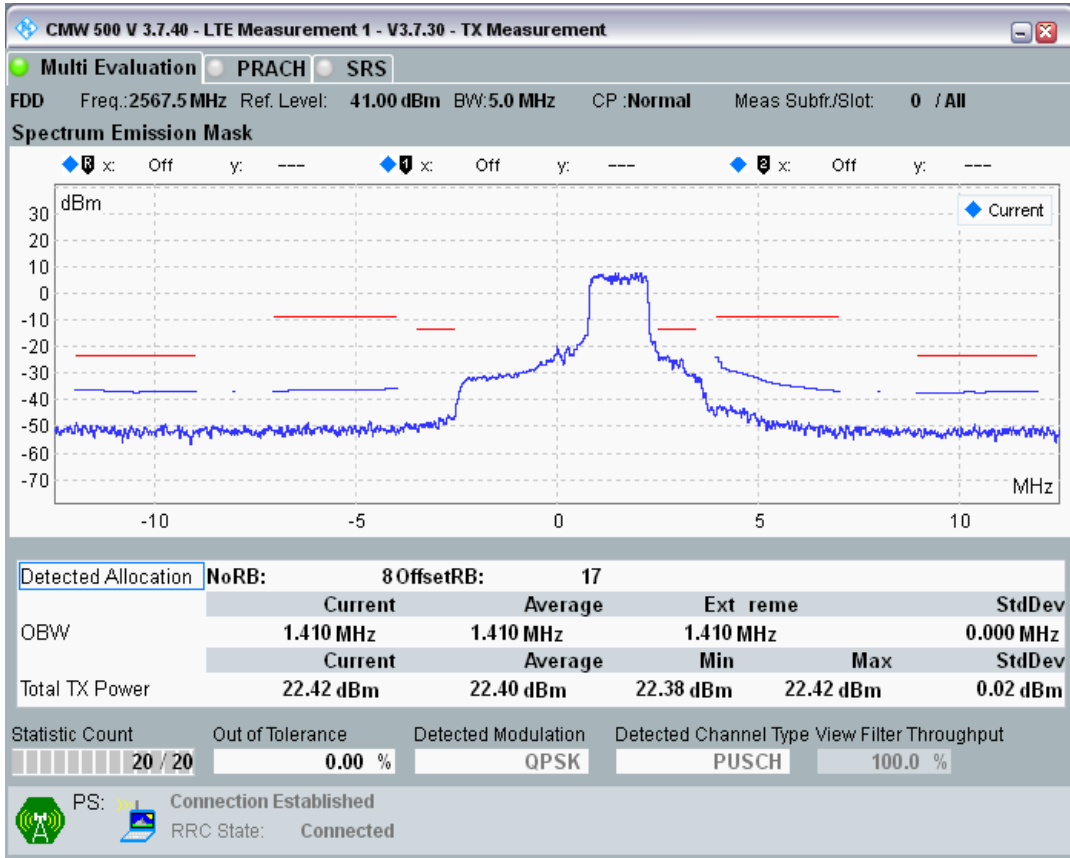 CMW 500 V 3.7.40 - LTE Measurement 1 - V3.7.30 - TX Measurement
Multi Evaluation PRACH SRS
FDD Freq.:2567.5 MHz Ref. Level: 41.00 dBm BW:5.0 MHz CP :Normal Meas Subfr./Slot: 0 / All
Spectrum Emission Mask
R x: Off y: --- 1 x: Off y: --- 2 x: Off y: ---
dBm
Current
30
20
10
0
-10
-20
-30
-40
-50
-60
-70
MHz
-10 -5 0 5 10
Detected Allocation NoRB: 8 OffsetRB: 17
Current Average Ext reme StdDev
OBW 1.410 MHz 1.410 MHz 1.410 MHz 0.000 MHz
Current Average Min Max StdDev
Total TX Power 22.42 dBm 22.40 dBm 22.38 dBm 22.42 dBm 0.02 dBm
Statistic Count Out of Tolerance Detected Modulation Detected Channel Type View Filter Throughput
20 / 20 0.00 % QPSK PUSCH 100.0 %
PS: Connection Established
RRC State: Connected